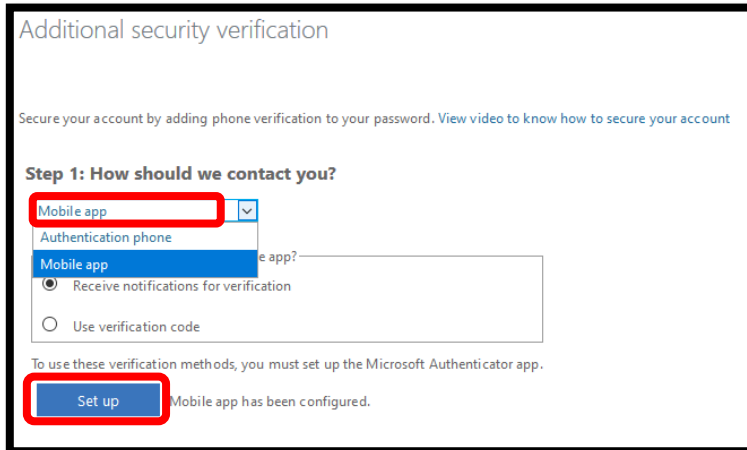 Additional security verification
Secure your account by adding phone verification to your password. View video to know how to secure your account
Step 1: How should we contact you?
Mobile app
Authentication phone
Mobile app
e app?
Receive notifications for verification
Use verification code
To use these verification methods, you must set up the Microsoft Authenticator app.
Set up Mobile app has been configured.